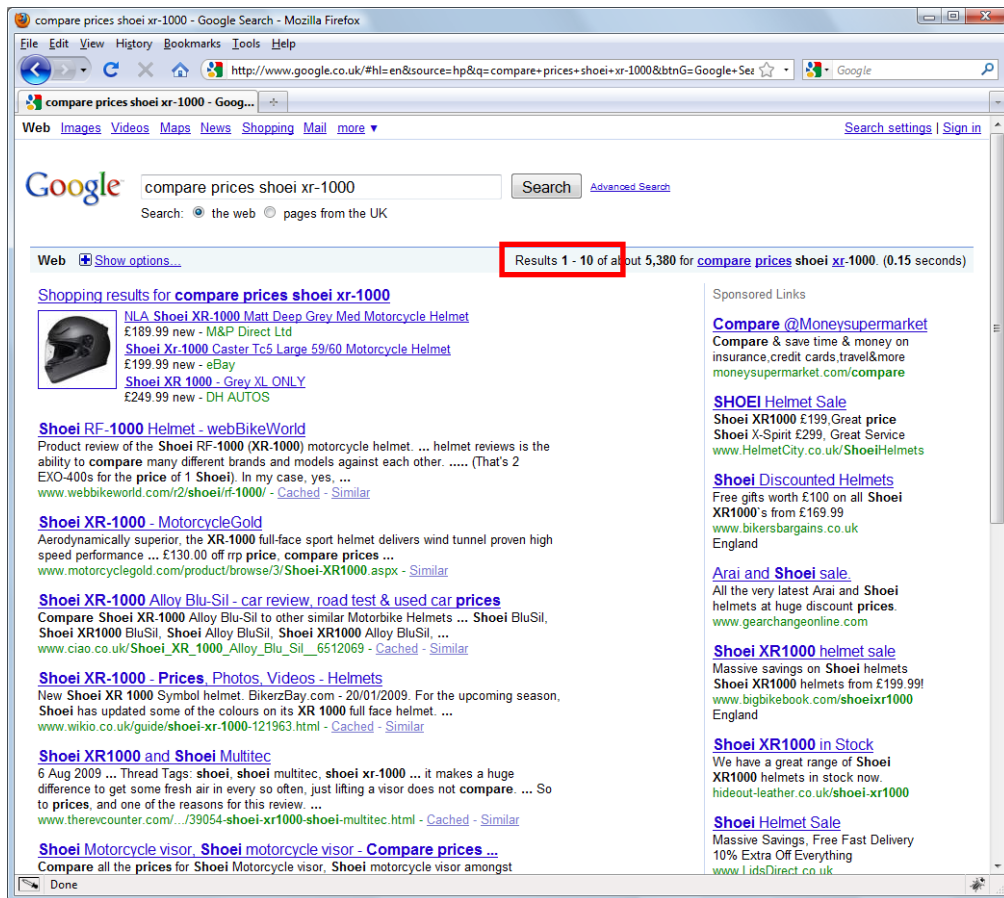 compare prices shoei xr-1000 - Google Search - Mozilla Firefox
File Edit View History Bookmarks Tools Help
http://www.google.co.uk/#hl=en&source=hp&q=compare+prices+shoei+xr-1000&btnG=Google+Sea
Google
compare prices shoei xr-1000 - Goog...
Web Images Videos Maps News Shopping Mail more ▼
Search settings | Sign in
Google
compare prices shoei xr-1000
Search
Advanced Search
Search: the web pages from the UK
Web Show options...
Results 1 - 10 of about 5,380 for compare prices shoei xr-1000. (0.15 seconds)
Shopping results for compare prices shoei xr-1000
NLA Shoei XR-1000 Matt Deep Grey Med Motorcycle Helmet
£189.99 new - M&P Direct Ltd
Shoei Xr-1000 Caster Tc5 Large 59/60 Motorcycle Helmet
£199.99 new - eBay
Shoei XR 1000 - Grey XL ONLY
£249.99 new - DH AUTOS
Shoei RF-1000 Helmet - webBikeWorld
Product review of the Shoei RF-1000 (XR-1000) motorcycle helmet. ... helmet reviews is the
ability to compare many different brands and models against each other. ..... (That's 2
EXO-400s for the price of 1 Shoei). In my case, yes, ...
www.webbikeworld.com/r2/shoei/rf-1000/ - Cached - Similar
Shoei XR-1000 - MotorcycleGold
Aerodynamically superior, the XR-1000 full-face sport helmet delivers wind tunnel proven high
speed performance ... £130.00 off rrp price, compare prices ...
www.motorcyclegold.com/product/browse/3/Shoei-XR1000.aspx - Similar
Shoei XR-1000 Alloy Blu-Sil - car review, road test & used car prices
Compare Shoei XR-1000 Alloy Blu-Sil to other similar Motorbike Helmets ... Shoei BluSil,
Shoei XR1000 BluSil, Shoei Alloy BluSil, Shoei XR1000 Alloy BluSil, ...
www.ciao.co.uk/Shoei_XR_1000_Alloy_Blu_Sil__6512069 - Cached - Similar
Shoei XR-1000 - Prices, Photos, Videos - Helmets
New Shoei XR 1000 Symbol helmet. BikerzBay.com - 20/01/2009. For the upcoming season,
Shoei has updated some of the colours on its XR 1000 full face helmet. ...
www.wikio.co.uk/guide/shoei-xr-1000-121963.html - Cached - Similar
Shoei XR1000 and Shoei Multitec
6 Aug 2009 ... Thread Tags: shoei, shoei multitec, shoei xr-1000 ... it makes a huge
difference to get some fresh air in every so often, just lifting a visor does not compare. ... So
to prices, and one of the reasons for this review. ...
www.therevcounter.com/.../39054-shoei-xr1000-shoei-multitec.html - Cached - Similar
Shoei Motorcycle visor, Shoei motorcycle visor - Compare prices ...
Compare all the prices for Shoei Motorcycle visor, Shoei motorcycle visor amongst
Sponsored Links
Compare @Moneysupermarket
Compare & save time & money on
insurance,credit cards,travel&more
moneysupermarket.com/compare
SHOEI Helmet Sale
Shoei XR1000 £199,Great price
Shoei X-Spirit £299, Great Service
www.HelmetCity.co.uk/ShoeiHelmets
Shoei Discounted Helmets
Free gifts worth £100 on all Shoei
XR1000`s from £169.99
www.bikersbargains.co.uk
England
Arai and Shoei sale.
All the very latest Arai and Shoei
helmets at huge discount prices.
www.gearchangeonline.com
Shoei XR1000 helmet sale
Massive savings on Shoei helmets
Shoei XR1000 helmets from £199.99!
www.bigbikebook.com/shoeixr1000
England
Shoei XR1000 in Stock
We have a great range of Shoei
XR1000 helmets in stock now.
hideout-leather.co.uk/shoei-xr1000
Shoei Helmet Sale
Massive Savings, Free Fast Delivery
10% Extra Off Everything
www.LidsDirect.co.uk
Done